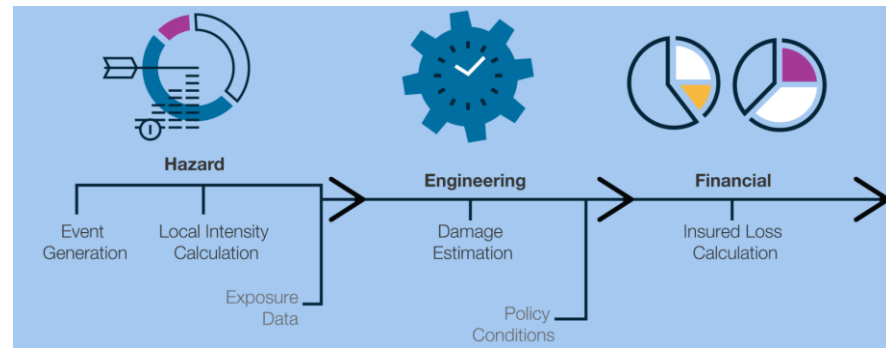 Hazard
Event
Generation
Local Intensity
Calculation
Exposure
Data
Engineering
Damage
Estimation
Policy
Conditions
Financial
Insured Loss
Calculation